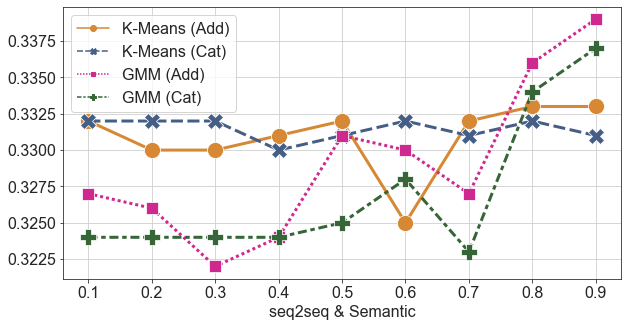 K-Means (Add)
K-Means (Cat)
GMM (Add)
GMM (Cat)
0.3375
0.3350
0.3325
0.3300
0.3275
0.3250
0.3225
0.1 0.2 0.3 0.4 0.5 0.6 0.7 0.8 0.9
seq2seq & Semantic